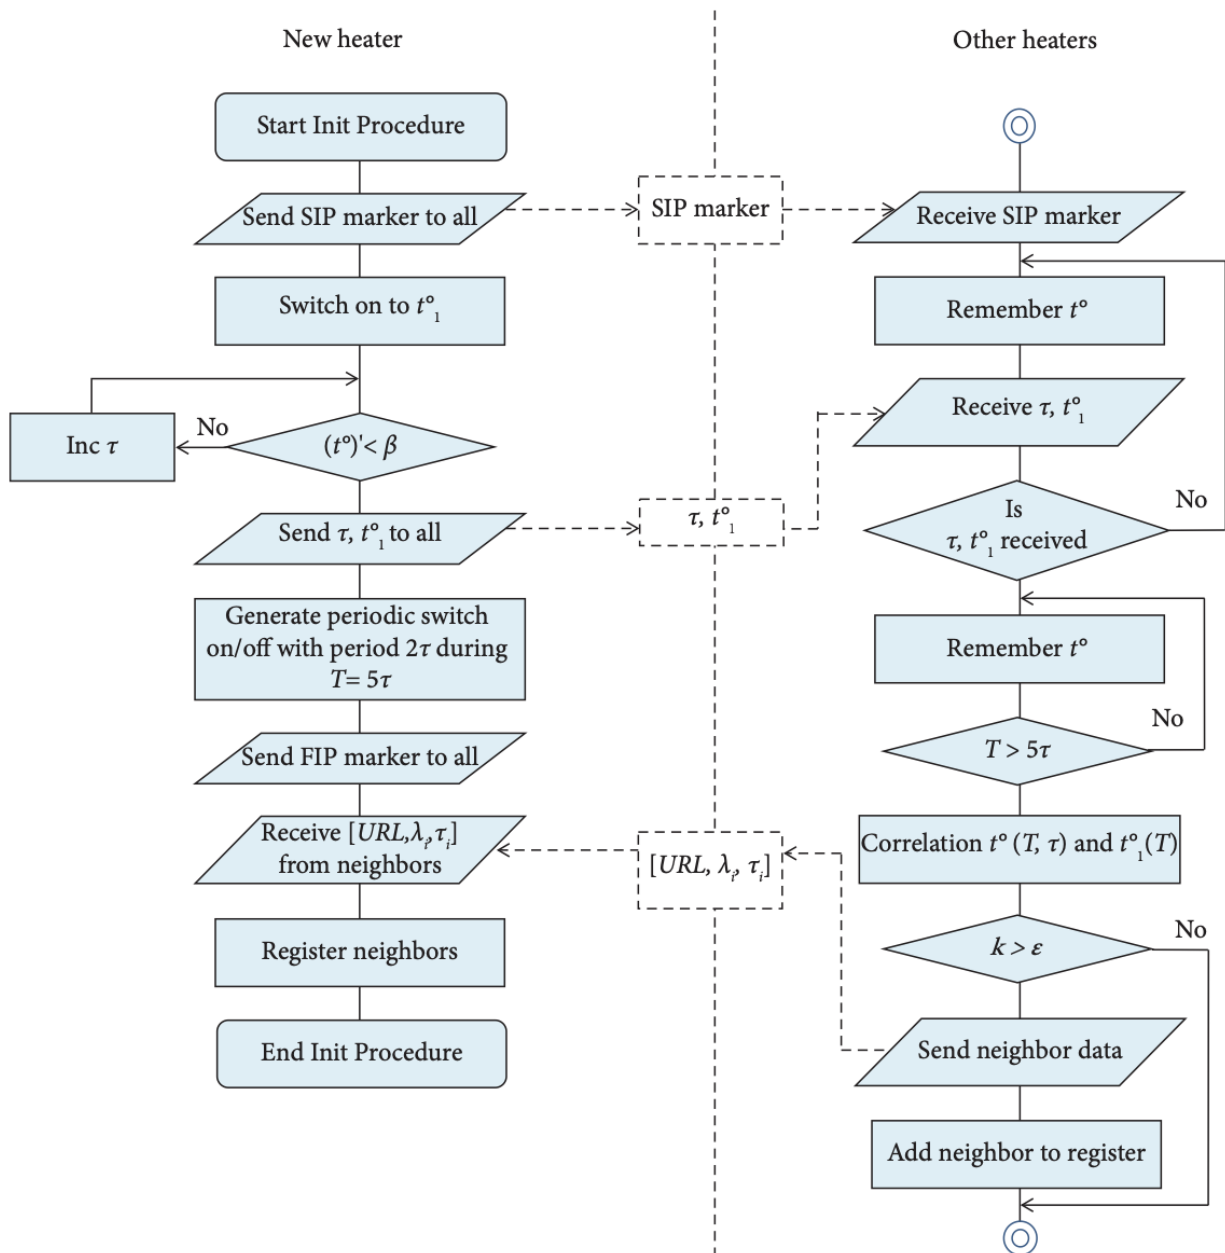 New heater
Other heaters
Start Init Procedure
Send SIP marker to all
SIP marker
Receive SIP marker
Switch on to t°₁
Remember t°
Receive τ, t°₁
Inc τ
No
(t°)'< β
Is
τ, t°₁ received
No
Send τ, t°₁ to all
τ, t°₁
Generate periodic switch
on/off with period 2τ during
T= 5τ
Remember t°
No
T > 5τ
Send FIP marker to all
Receive [URL,λᵢ,τᵢ]
from neighbors
[URL, λᵢ, τᵢ]
Correlation t° (T, τ) and t°₁(T)
Register neighbors
k > ε
No
End Init Procedure
Send neighbor data
Add neighbor to register